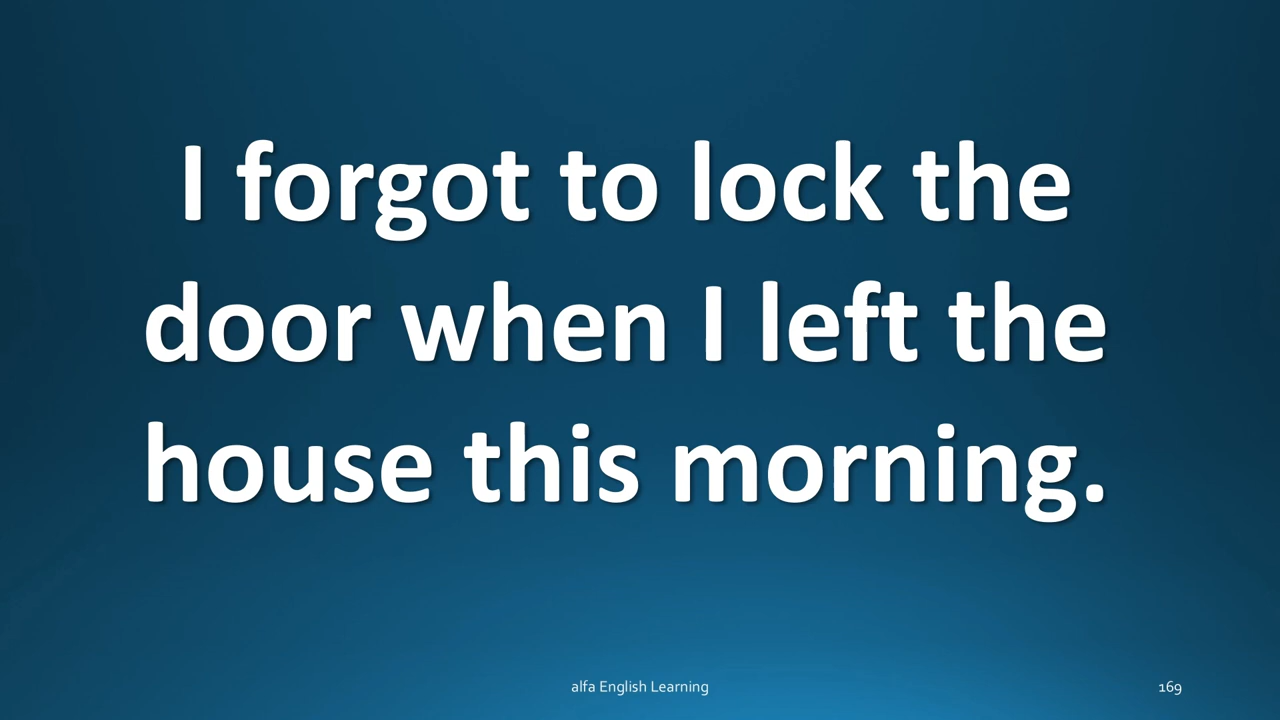 I forgot to lock the
door when I left the
house this morning.
alfa English Learning
169